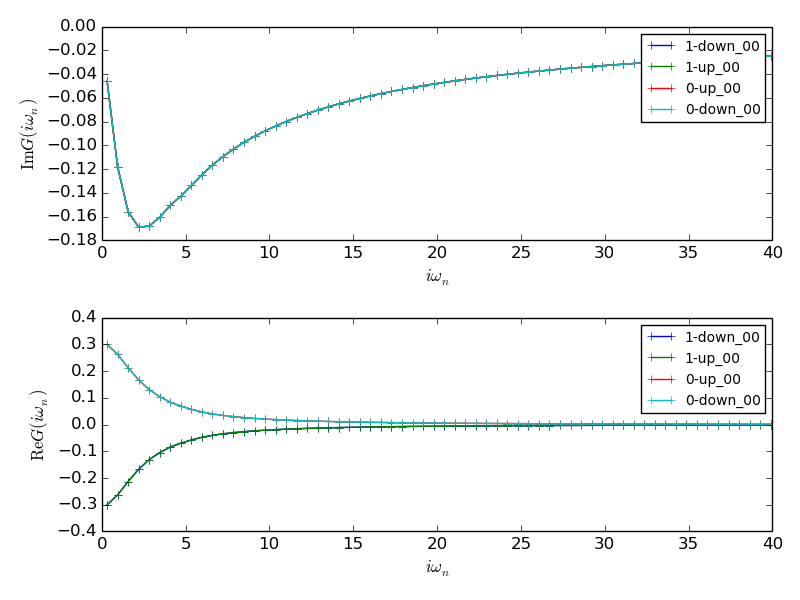 0.00
−0.02
−0.04
−0.06
−0.08
−0.10
−0.12
−0.14
−0.16
−0.18
ImG(iω_n)
1-down_00
1-up_00
0-up_00
0-down_00
0 5 10 15 20 25 30 35 40
iω_n
0.4
0.3
0.2
0.1
0.0
−0.1
−0.2
−0.3
−0.4
ReG(iω_n)
1-down_00
1-up_00
0-up_00
0-down_00
0 5 10 15 20 25 30 35 40
iω_n